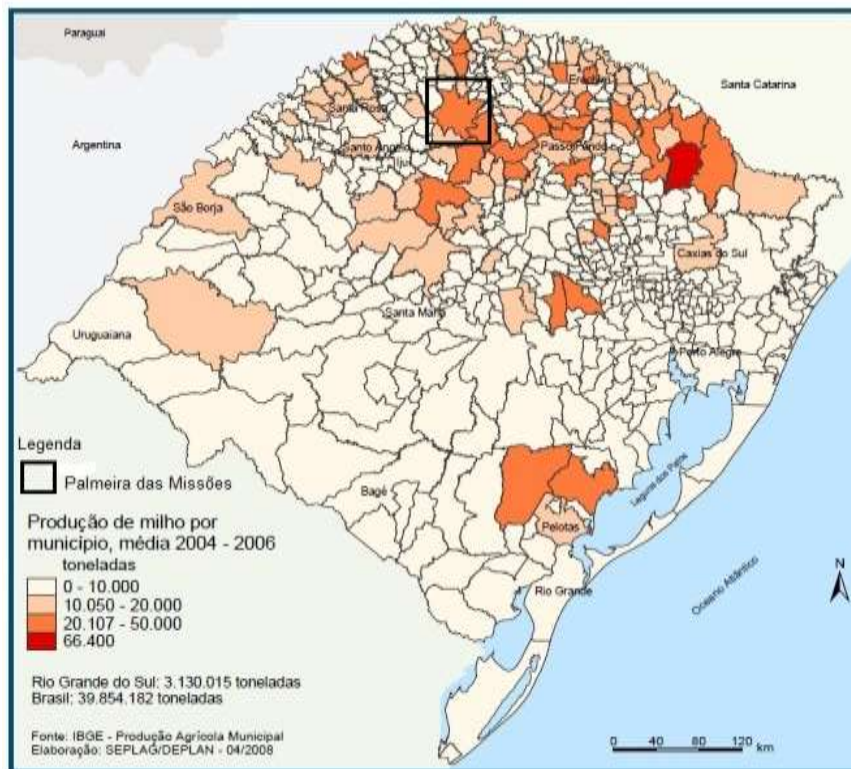 Paraguai
Santa Catarina
Erechim
Santa Rosa
Argentina
Santo Ângelo
Ijuí
Passo Fundo
São Borja
Caxias do Sul
Santa Maria
Uruguaiana
Porto Alegre
Legenda
Palmeira das Missões
Bagé
Laguna dos Patos
Pelotas
Produção de milho por
município, média 2004 - 2006
toneladas
0 - 10.000
10.050 - 20.000
20.107 - 50.000
66.400
Rio Grande
Oceano Atlântico
N
Rio Grande do Sul: 3.130.015 toneladas
Brasil: 39.854.182 toneladas
Fonte: IBGE - Produção Agrícola Municipal
Elaboração: SEPLAG/DEPLAN - 04/2008
0 40 80 120
km